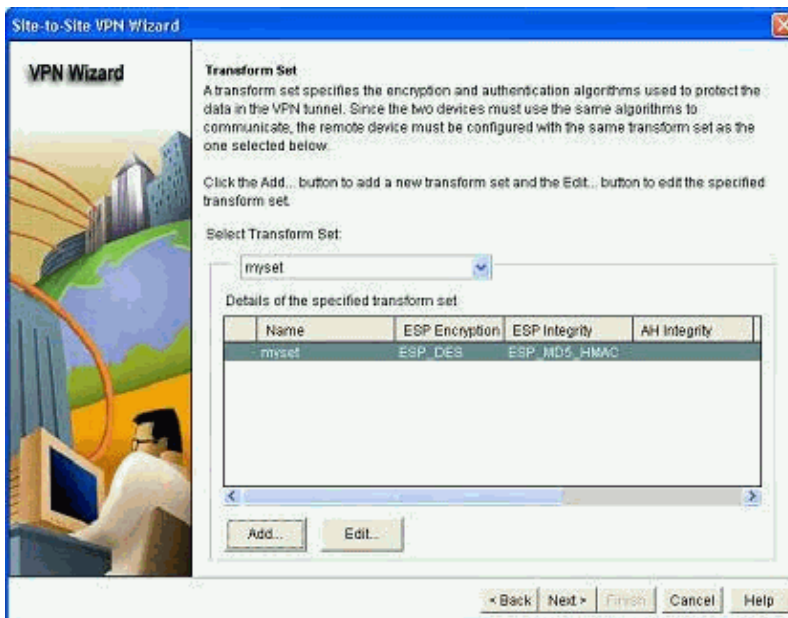 Site-to-Site VPN Wizard
VPN Wizard
Transform Set
A transform set specifies the encryption and authentication algorithms used to protect the
data in the VPN tunnel. Since the two devices must use the same algorithms to
communicate, the remote device must be configured with the same transform set as the
one selected below.
Click the Add... button to add a new transform set and the Edit... button to edit the specified
transform set.
Select Transform Set:
myset
Details of the specified transform set
Name ESP Encryption ESP Integrity AH Integrity
myset ESP_DES ESP_MD5_HMAC
Add... Edit...
< Back Next > Finish Cancel Help